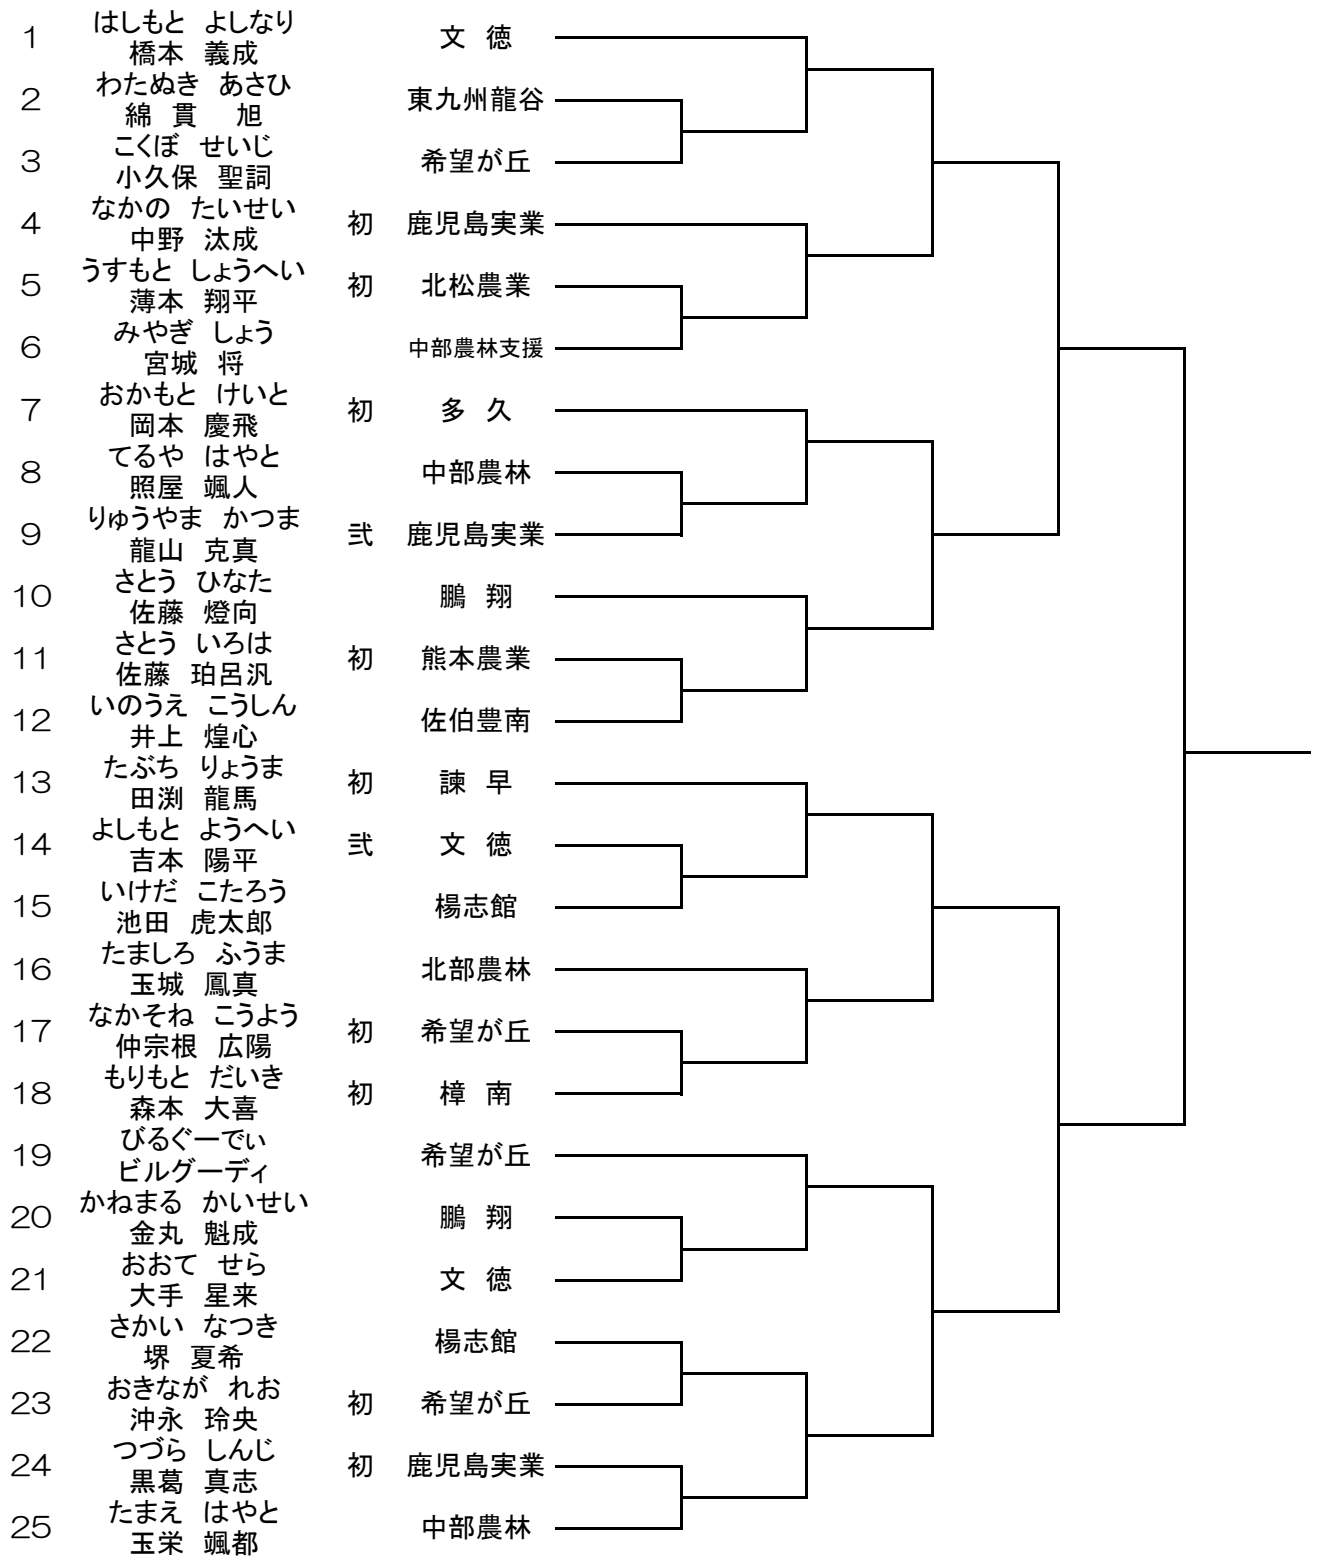 はしもと よしなり
1 橋本 義成 文 徳
わたぬき あさひ
2 綿貫 旭 東九州龍谷
こくぼ せいじ
3 小久保 聖詞 希望が丘
なかの たいせい
4 中野 汰成 初 鹿児島実業
うすもと しょうへい
5 薄本 翔平 初 北松農業
みやぎ しょう
6 宮城 将 中部農林支援
おかもと けいと
7 岡本 慶飛 初 多 久
てるや はやと
8 照屋 颯人 中部農林
りゅうやま かつま
9 龍山 克真 弐 鹿児島実業
さとう ひなた
10 佐藤 燈向 鵬 翔
さとう いろは
11 佐藤 珀呂汎 初 熊本農業
いのうえ こうしん
12 井上 煌心 佐伯豊南
たぶち りょうま
13 田渕 龍馬 初 諫 早
よしもと ようへい
14 吉本 陽平 弐 文 徳
いけだ こたろう
15 池田 虎太郎 楊志館
たましろ ふうま
16 玉城 鳳真 北部農林
なかそね こうよう
17 仲宗根 広陽 初 希望が丘
もりもと だいき
18 森本 大喜 初 樟 南
びるぐーでぃ
19 ビルグーディ 希望が丘
かねまる かいせい
20 金丸 魁成 鵬 翔
おおて せら
21 大手 星来 文 徳
さかい なつき
22 堺 夏希 楊志館
おきなが れお
23 沖永 玲央 初 希望が丘
つづら しんじ
24 黒葛 真志 初 鹿児島実業
たまえ はやと
25 玉栄 颯都 中部農林